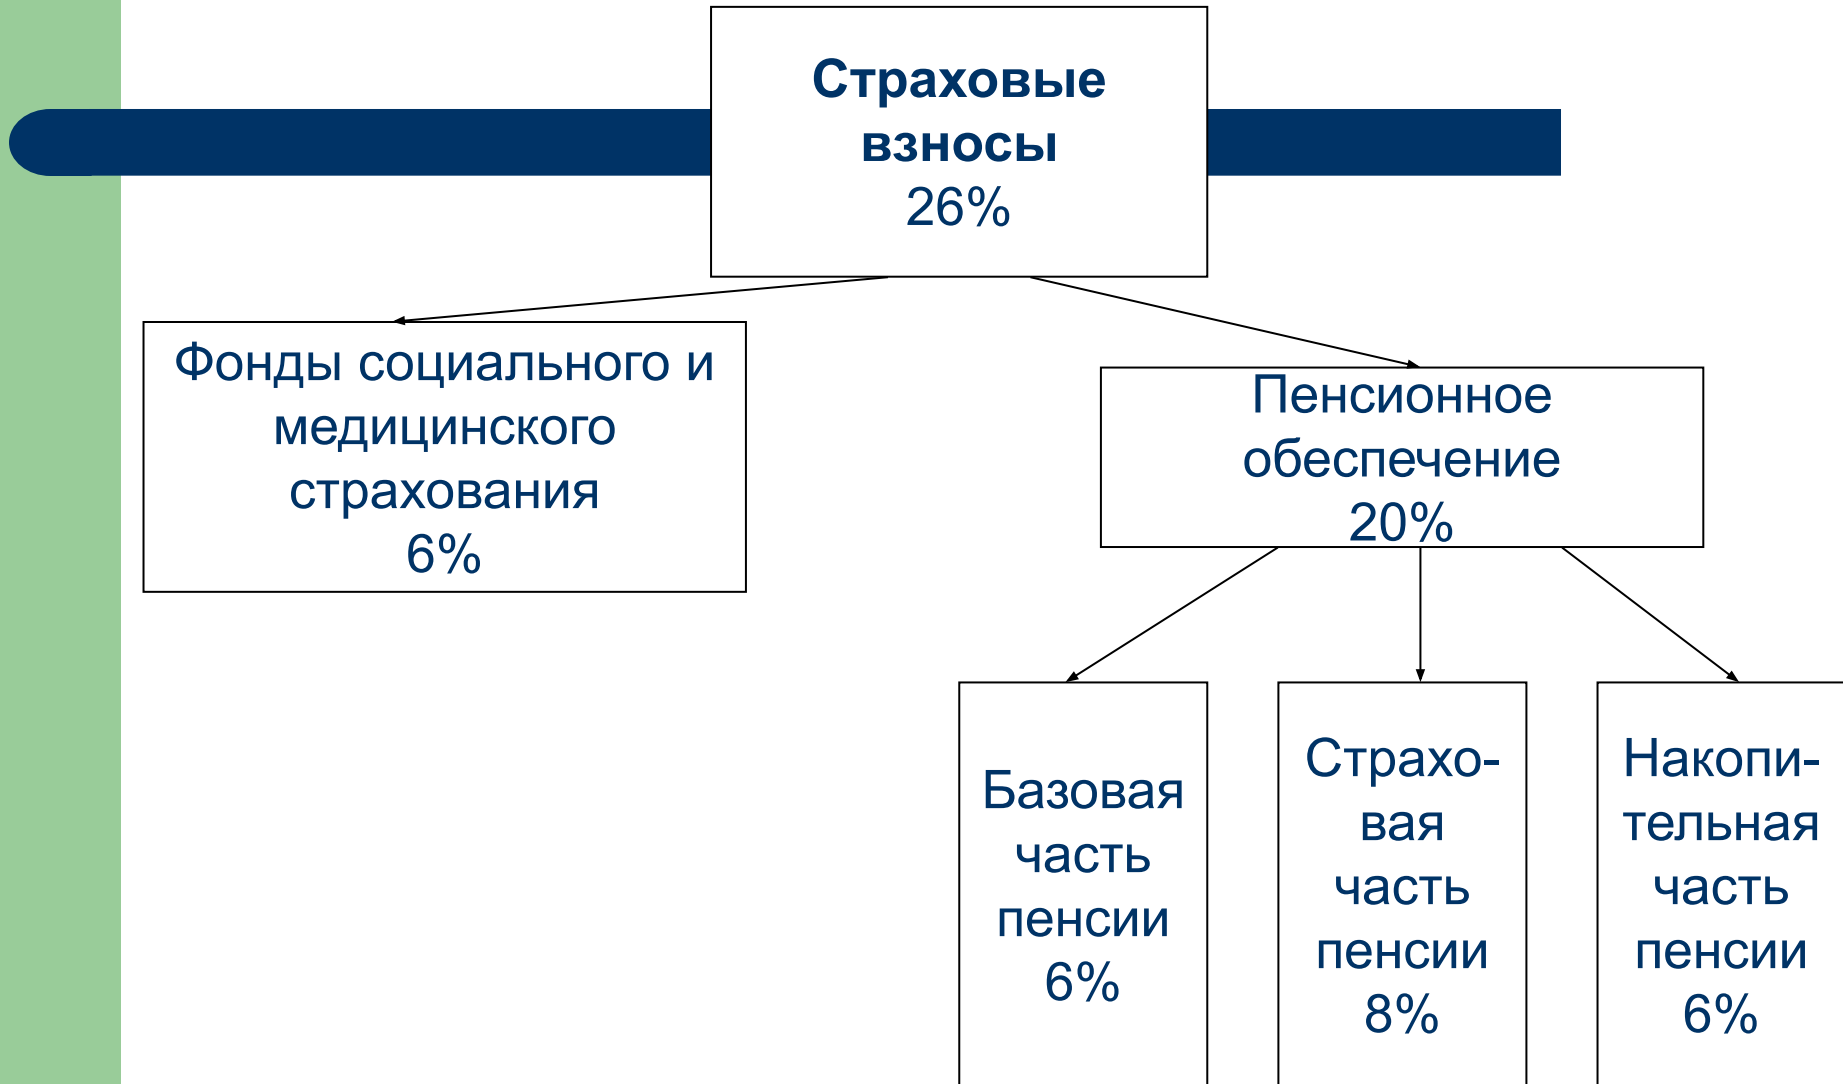 Страховые
взносы
26%
Фонды социального и
медицинского
страхования
6%
Пенсионное
обеспечение
20%
Базовая
часть
пенсии
6%
Страхо-
вая
часть
пенсии
8%
Накопи-
тельная
часть
пенсии
6%